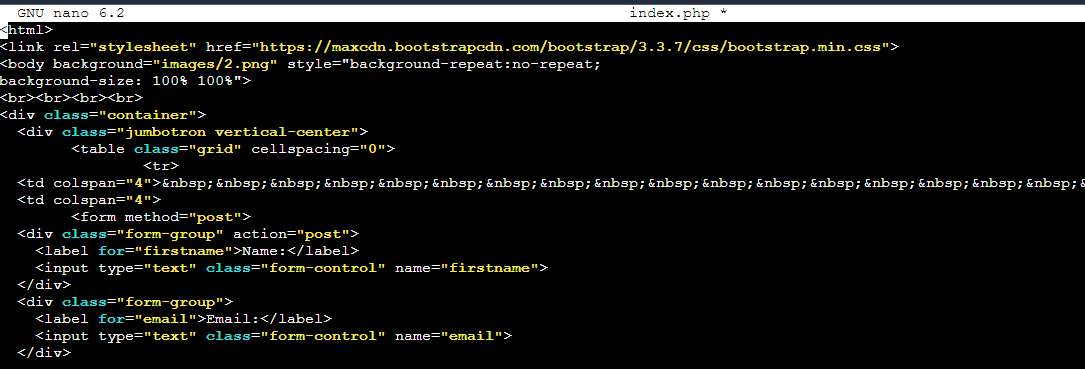 GNU nano 6.2 index.php *
<html>
<link rel="stylesheet" href="https://maxcdn.bootstrapcdn.com/bootstrap/3.3.7/css/bootstrap.min.css">
<body background="images/2.png" style="background-repeat:no-repeat;
background-size: 100% 100%">
<br><br><br><br>
<div class="container">
  <div class="jumbotron vertical-center">
        <table class="grid" cellspacing="0">
                <tr>
  <td colspan="4">&nbsp;&nbsp;&nbsp;&nbsp;&nbsp;&nbsp;&nbsp;&nbsp;&nbsp;&nbsp;&nbsp;&nbsp;&nbsp;&nbsp;&nbsp;&nbsp;&nbsp;&
  <td colspan="4">
        <form method="post">
  <div class="form-group" action="post">
    <label for="firstname">Name:</label>
    <input type="text" class="form-control" name="firstname">
  </div>
  <div class="form-group">
    <label for="email">Email:</label>
    <input type="text" class="form-control" name="email">
  </div>